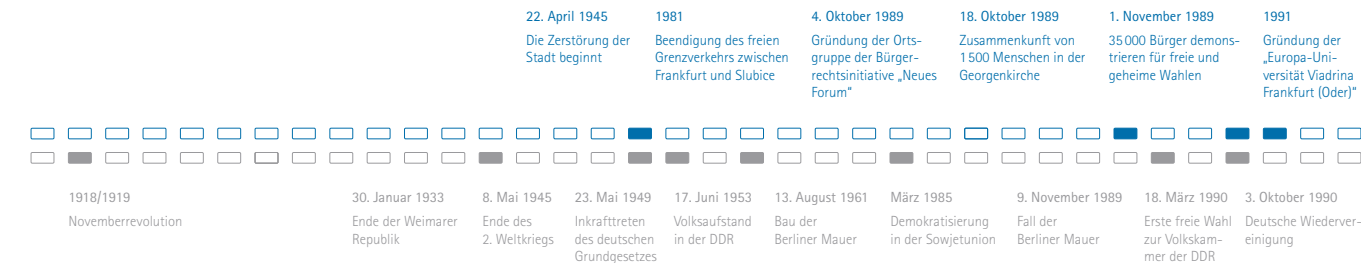 22. April 1945
Die Zerstörung der
Stadt beginnt
1981
Beendigung des freien
Grenzverkehrs zwischen
Frankfurt und Slubice
4. Oktober 1989
Gründung der Orts-
gruppe der Bürger-
rechtsinitiative „Neues
Forum“
18. Oktober 1989
Zusammenkunft von
1 500 Menschen in der
Georgenkirche
1. November 1989
35 000 Bürger demons-
trieren für freie und
geheime Wahlen
1991
Gründung der
„Europa-Uni-
versität Viadrina
Frankfurt (Oder)“
1918/1919
Novemberrevolution
30. Januar 1933
Ende der Weimarer
Republik
8. Mai 1945
Ende des
2. Weltkriegs
23. Mai 1949
Inkrafttreten
des deutschen
Grundgesetzes
17. Juni 1953
Volksaufstand
in der DDR
13. August 1961
Bau der
Berliner Mauer
März 1985
Demokratisierung
in der Sowjetunion
9. November 1989
Fall der
Berliner Mauer
18. März 1990
Erste freie Wahl
zur Volkskam-
mer der DDR
3. Oktober 1990
Deutsche Wiederver-
einigung